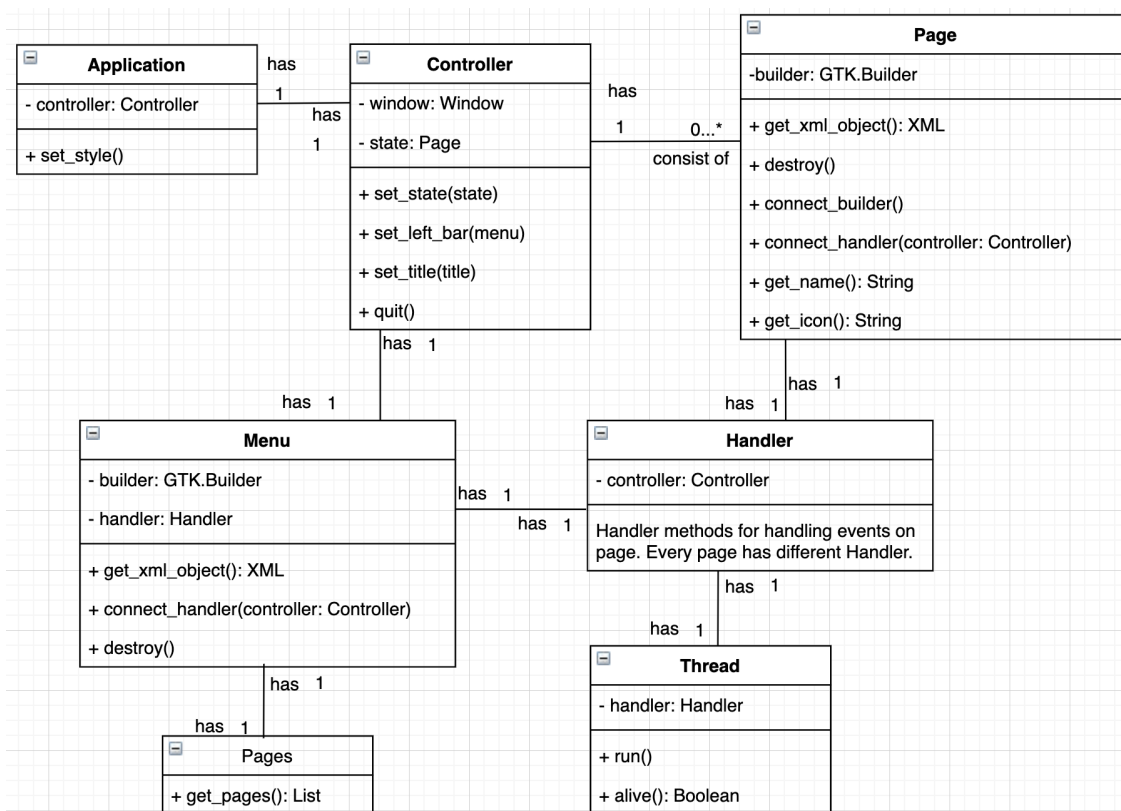 Application
- controller: Controller
+ set_style()
has
1
has
1
Controller
- window: Window
- state: Page
+ set_state(state)
+ set_left_bar(menu)
+ set_title(title)
+ quit()
has
1
0...*
consist of
Page
-builder: GTK.Builder
+ get_xml_object(): XML
+ destroy()
+ connect_builder()
+ connect_handler(controller: Controller)
+ get_name(): String
+ get_icon(): String
has 1
has 1
has 1
has 1
Menu
- builder: GTK.Builder
- handler: Handler
+ get_xml_object(): XML
+ connect_handler(controller: Controller)
+ destroy()
has 1
has 1
Handler
- controller: Controller
Handler methods for handling events on
page. Every page has different Handler.
has 1
has 1
Thread
- handler: Handler
+ run()
+ alive(): Boolean
has 1
has 1
Pages
+ get_pages(): List